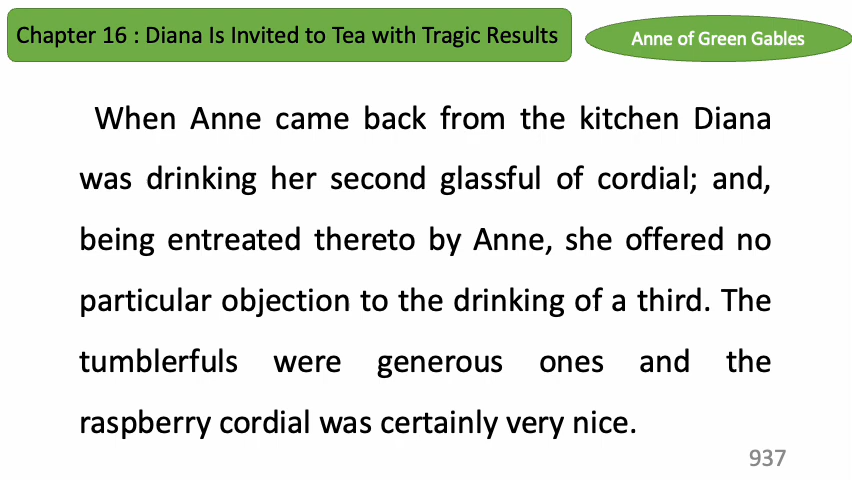 Chapter 16 : Diana Is Invited to Tea with Tragic Results
Anne of Green Gables
When Anne came back from the kitchen Diana
was drinking her second glassful of cordial; and,
being entreated thereto by Anne, she offered no
particular objection to the drinking of a third. The
tumblerfuls were generous ones and the
raspberry cordial was certainly very nice.
937